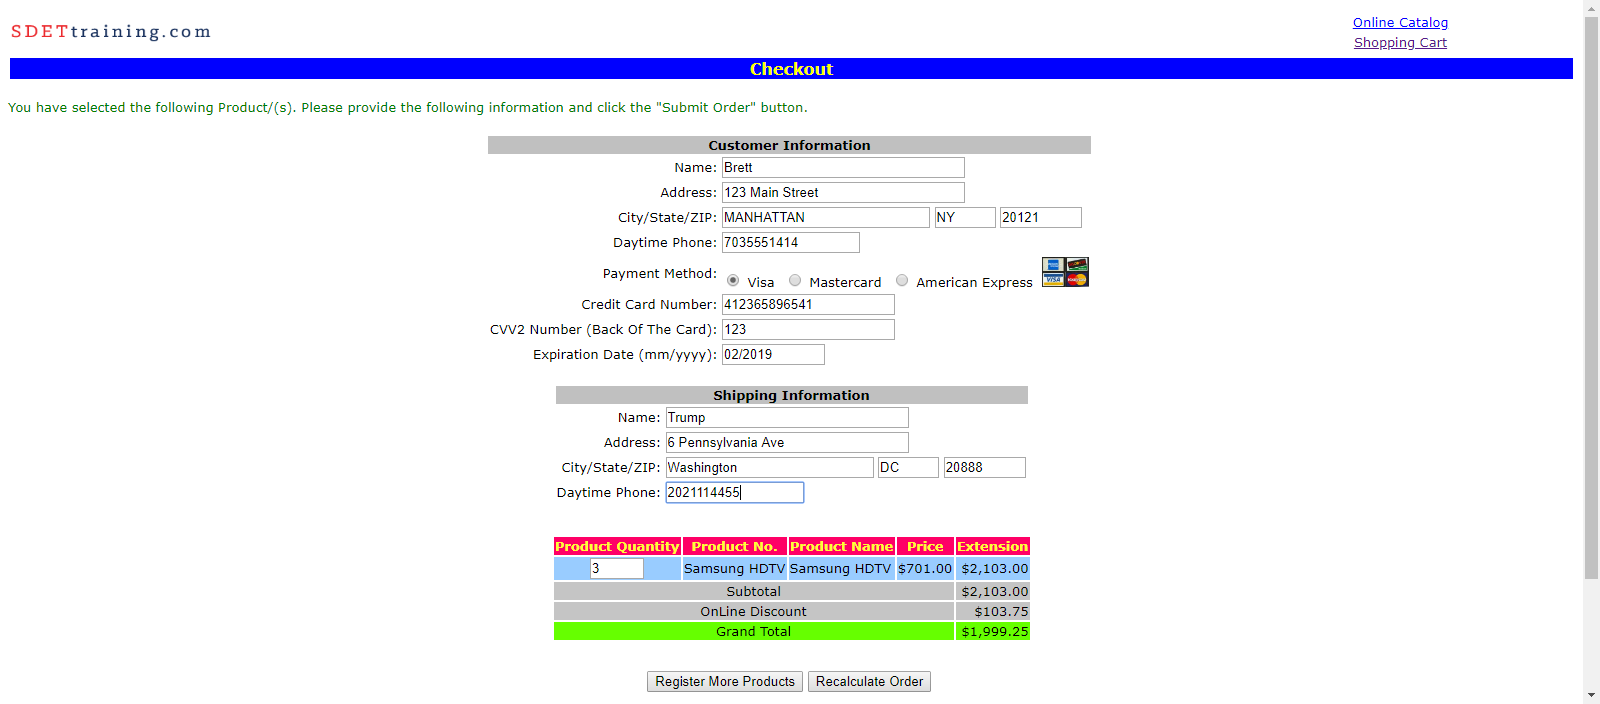 SDETtraining.com
Online Catalog
Shopping Cart
Checkout
You have selected the following Product/(s). Please provide the following information and click the "Submit Order" button.
Customer Information
Name: Brett
Address: 123 Main Street
City/State/ZIP: MANHATTAN NY 20121
Daytime Phone: 7035551414
Payment Method: Visa Mastercard American Express
Credit Card Number: 412365896541
CVV2 Number (Back Of The Card): 123
Expiration Date (mm/yyyy): 02/2019
Shipping Information
Name: Trump
Address: 6 Pennsylvania Ave
City/State/ZIP: Washington DC 20888
Daytime Phone: 2021114455
Product Quantity Product No. Product Name Price Extension
3 Samsung HDTV Samsung HDTV $701.00 $2,103.00
Subtotal $2,103.00
OnLine Discount $103.75
Grand Total $1,999.25
Register More Products Recalculate Order